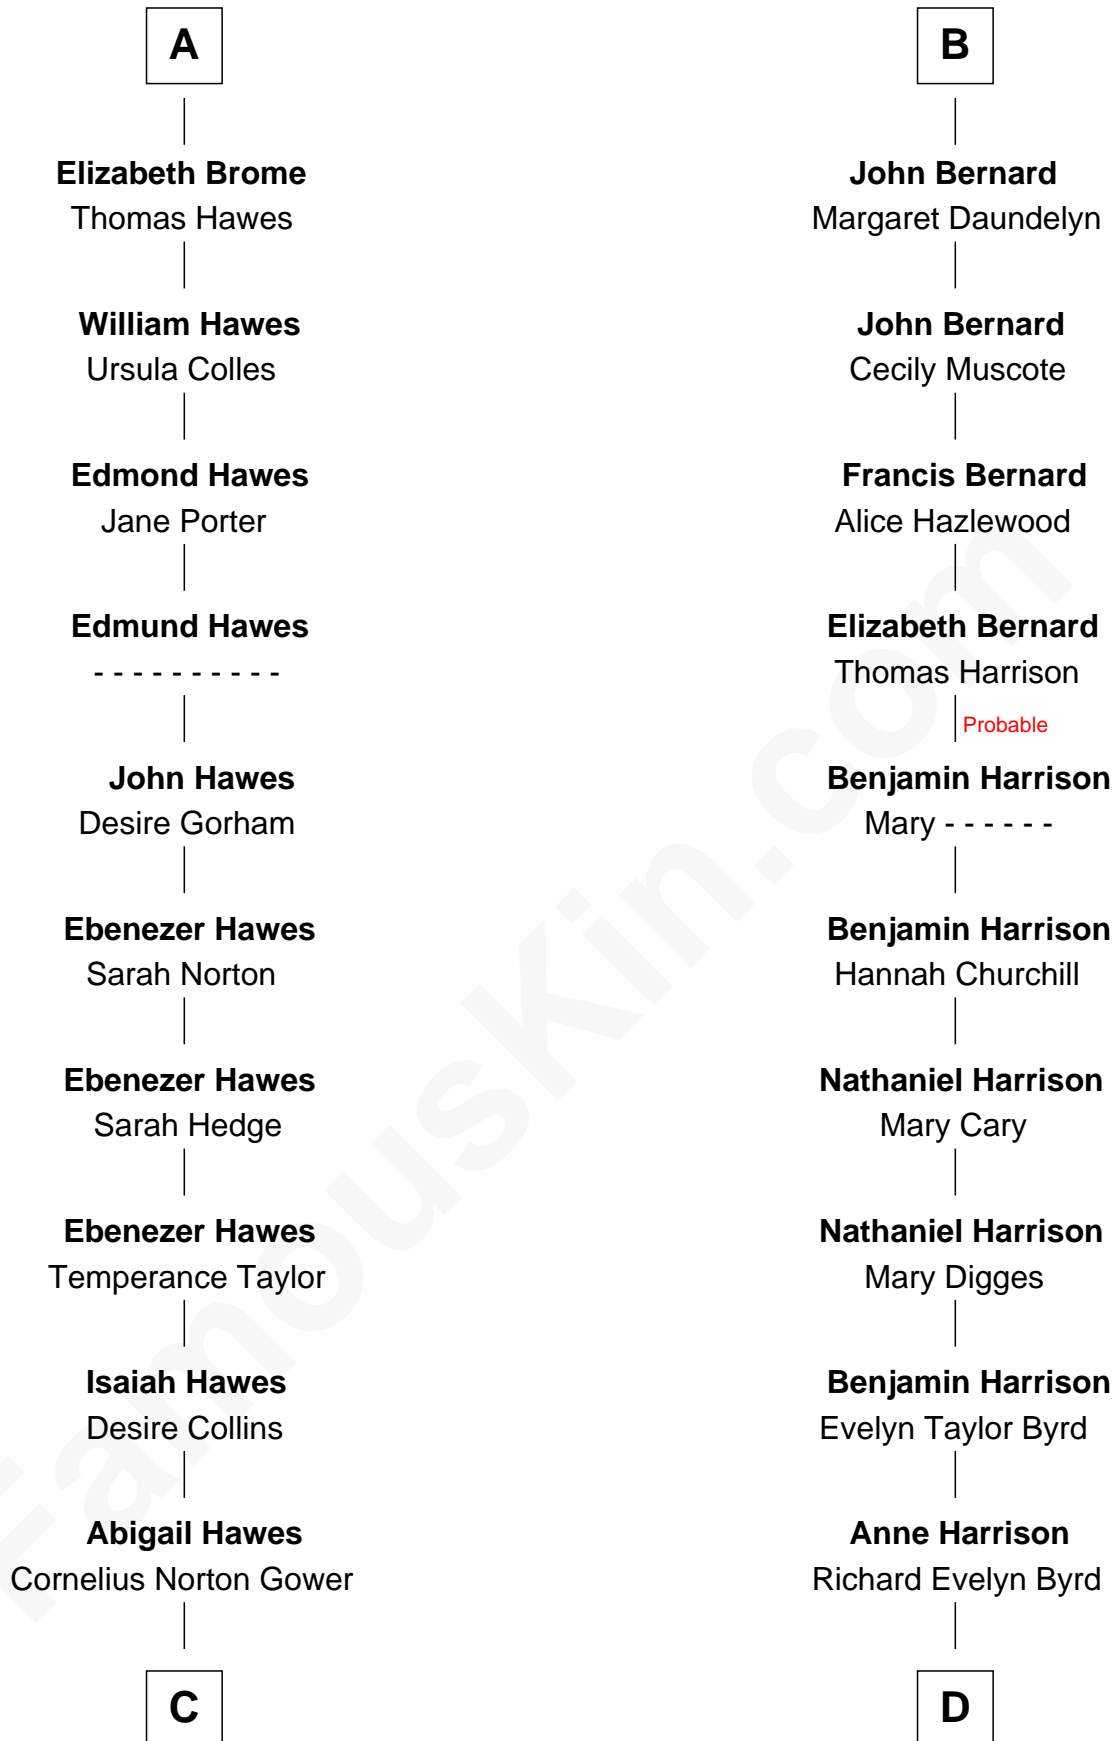 A
Elizabeth Brome
Thomas Hawes
William Hawes
Ursula Colles
Edmond Hawes
Jane Porter
Edmund Hawes
- - - - - - - - - -
John Hawes
Desire Gorham
Ebenezer Hawes
Sarah Norton
Ebenezer Hawes
Sarah Hedge
Ebenezer Hawes
Temperance Taylor
Isaiah Hawes
Desire Collins
Abigail Hawes
Cornelius Norton Gower
C
B
John Bernard
Margaret Daundelyn
John Bernard
Cecily Muscote
Francis Bernard
Alice Hazlewood
Elizabeth Bernard
Thomas Harrison
Probable
Benjamin Harrison
Mary - - - - - -
Benjamin Harrison
Hannah Churchill
Nathaniel Harrison
Mary Cary
Nathaniel Harrison
Mary Digges
Benjamin Harrison
Evelyn Taylor Byrd
Anne Harrison
Richard Evelyn Byrd
D
FamousKin.com